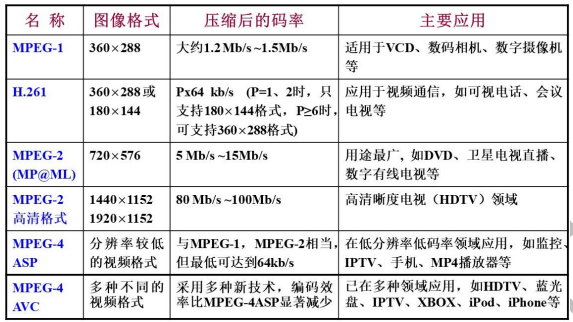 名 称 图像格式 压缩后的码率 主要应用
MPEG-1 360×288 大约1.2 Mb/s ~1.5Mb/s 适用于VCD、数码相机、数字摄像机
等
H.261 360×288或 Px64 kb/s (P=1、2时，只 应用于视频通信，如可视电话、会议
180×144 支持180×144格式，P≥6时， 电视等
可支持360×288格式)
MPEG-2 720×576 5 Mb/s ~15Mb/s 用途最广, 如DVD、卫星电视直播、
(MP@ML) 数字有线电视等
MPEG-2 1440×1152 80 Mb/s ~100Mb/s 高清晰度电视（HDTV）领域
高清格式 1920×1152
MPEG-4 分辨率较低 与MPEG-1，MPEG-2相当， 在低分辨率低码率领域应用，如监控、
ASP 的视频格式 但最低可达到64kb/s IPTV、手机、MP4播放器等
MPEG-4 多种不同的 采用多种新技术，编码效 已在多种领域应用，如HDTV、蓝光
AVC 视频格式 率比MPEG-4ASP显著减少 盘、IPTV、XBOX、iPod、iPhone等